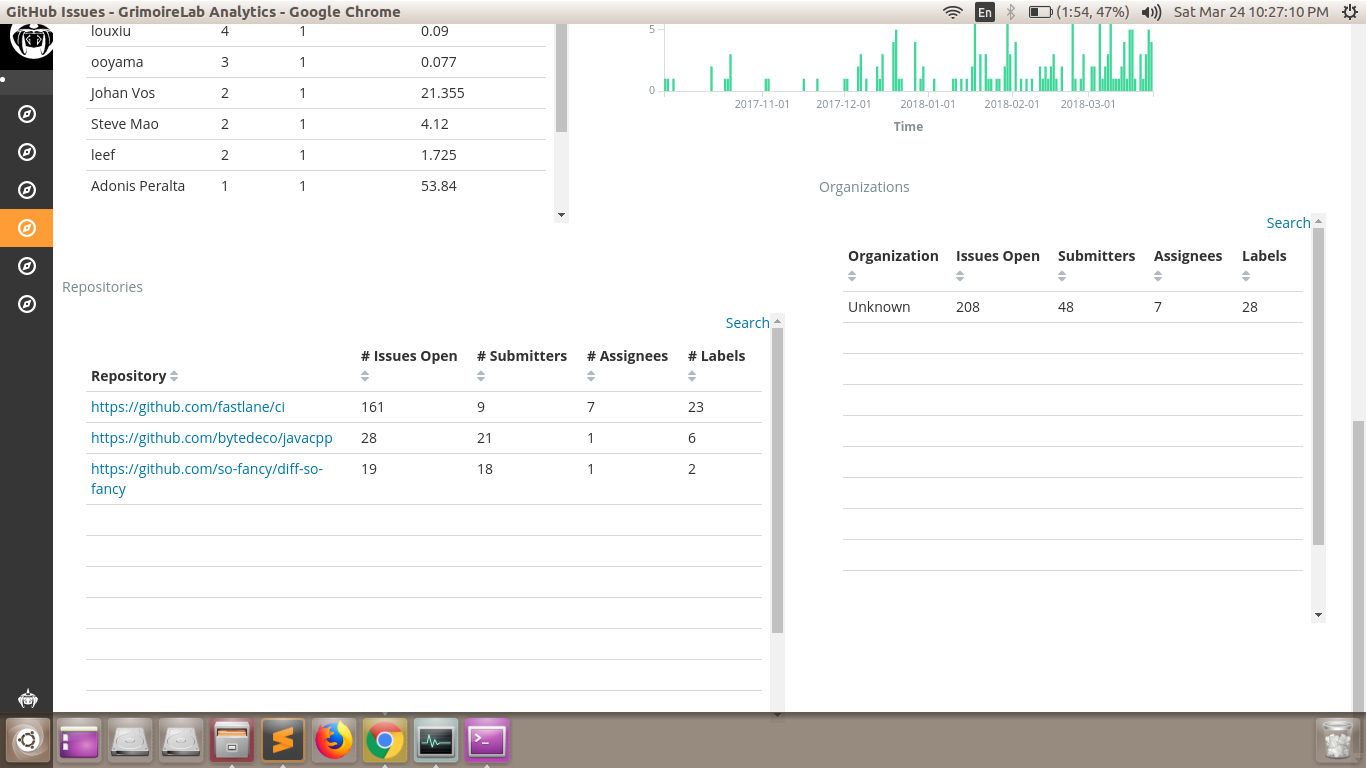 GitHub Issues - GrimoireLab Analytics - Google Chrome
En
(1:54, 47%)
Sat Mar 24 10:27:10 PM
louxiu 4 1 0.09
ooyama 3 1 0.077
Johan Vos 2 1 21.355
Steve Mao 2 1 4.12
leef 2 1 1.725
Adonis Peralta 1 1 53.84
5
0
2017-11-01 2017-12-01 2018-01-01 2018-02-01 2018-03-01
Time
Organizations
Search
Organization Issues Open Submitters Assignees Labels
Unknown 208 48 7 28
Repositories
Search
Repository # Issues Open # Submitters # Assignees # Labels
https://github.com/fastlane/ci 161 9 7 23
https://github.com/bytedeco/javacpp 28 21 1 6
https://github.com/so-fancy/diff-so- 19 18 1 2
fancy